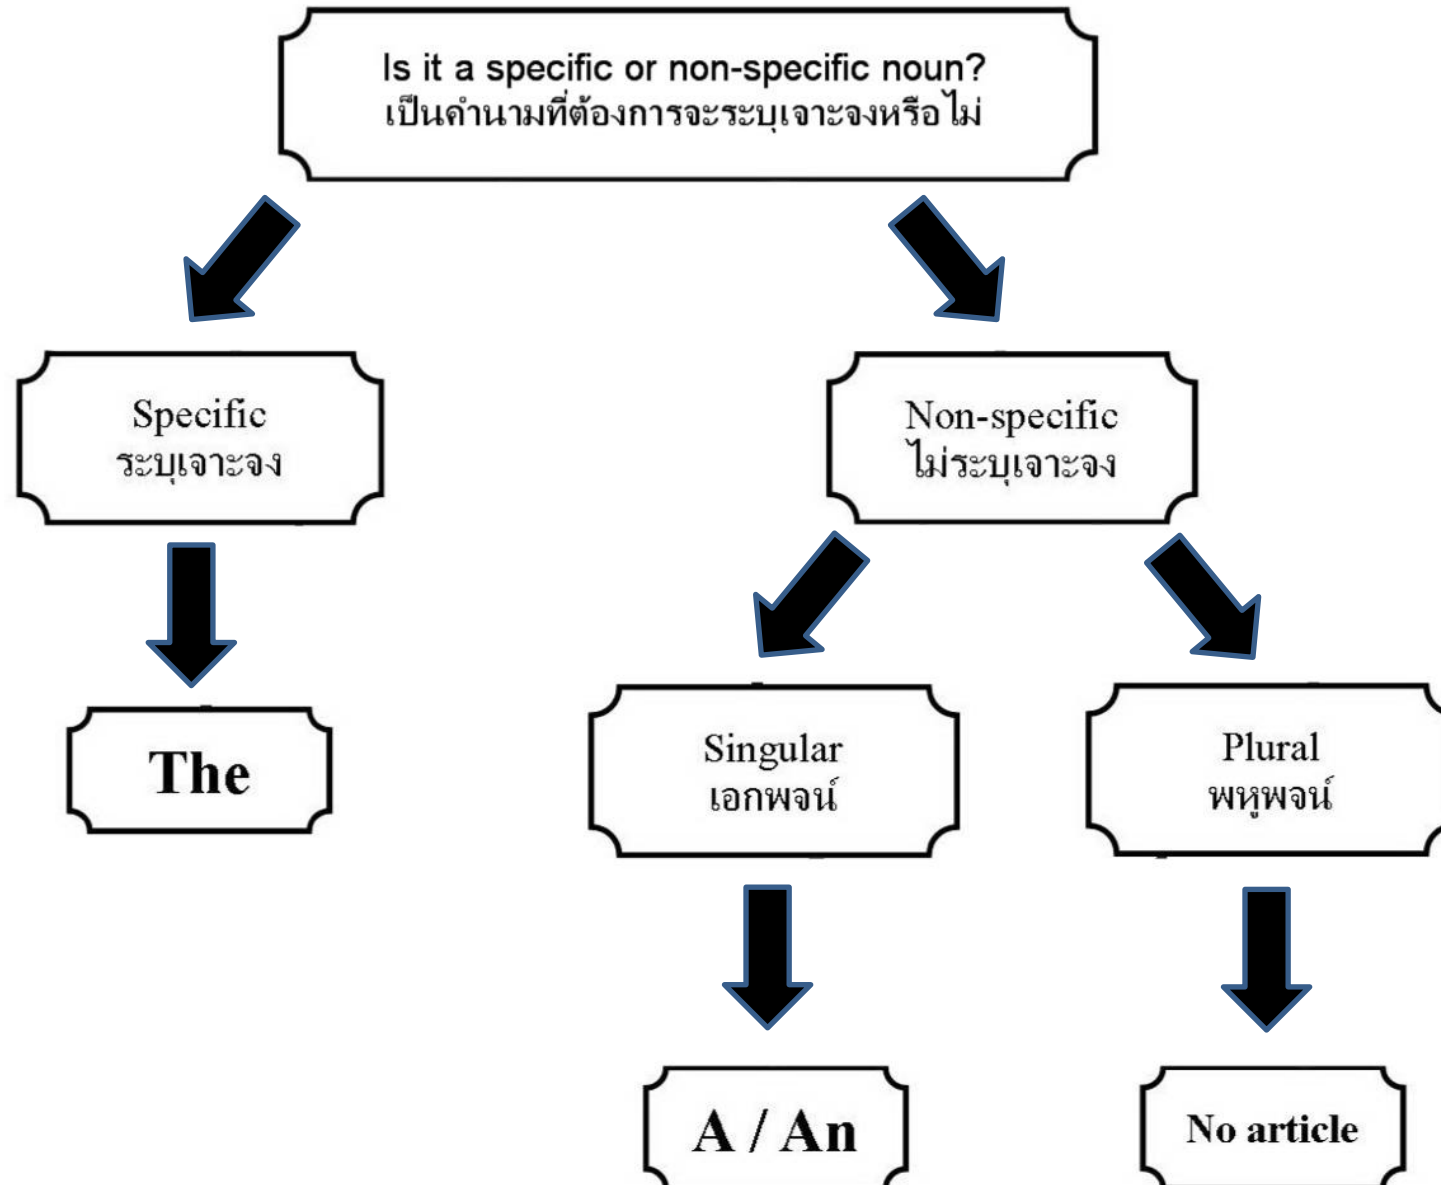 Is it a specific or non-specific noun?
เป็นคำนามที่ต้องการจะระบุเจาะจงหรือไม่
Specific
ระบุเจาะจง
Non-specific
ไม่ระบุเจาะจง
The
Singular
เอกพจน์
Plural
พหูพจน์
A / An
No article